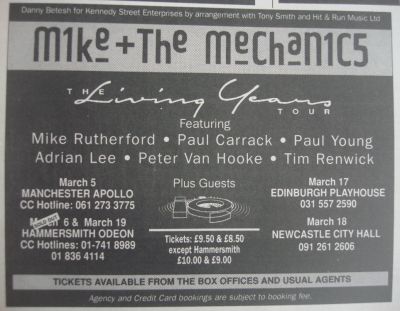 Danny Betesh for Kennedy Street Enterprises by arrangement with Tony Smith and Hit & Run Music Ltd
M1ke + The MechAn1c5
THE
Living Years
TOUR
Featuring
Mike Rutherford • Paul Carrack • Paul Young
Adrian Lee • Peter Van Hooke • Tim Renwick
March 5
MANCHESTER APOLLO
CC Hotline: 061 273 3775
SOLD OUT
6 & March 19
HAMMERSMITH ODEON
CC Hotlines: 01-741 8989
01 836 4114
Plus Guests
Tickets: £9.50 & £8.50
except Hammersmith
£10.00 & £9.00
March 17
EDINBURGH PLAYHOUSE
031 557 2590
March 18
NEWCASTLE CITY HALL
091 261 2606
TICKETS AVAILABLE FROM THE BOX OFFICES AND USUAL AGENTS
Agency and Credit Card bookings are subject to booking fee.